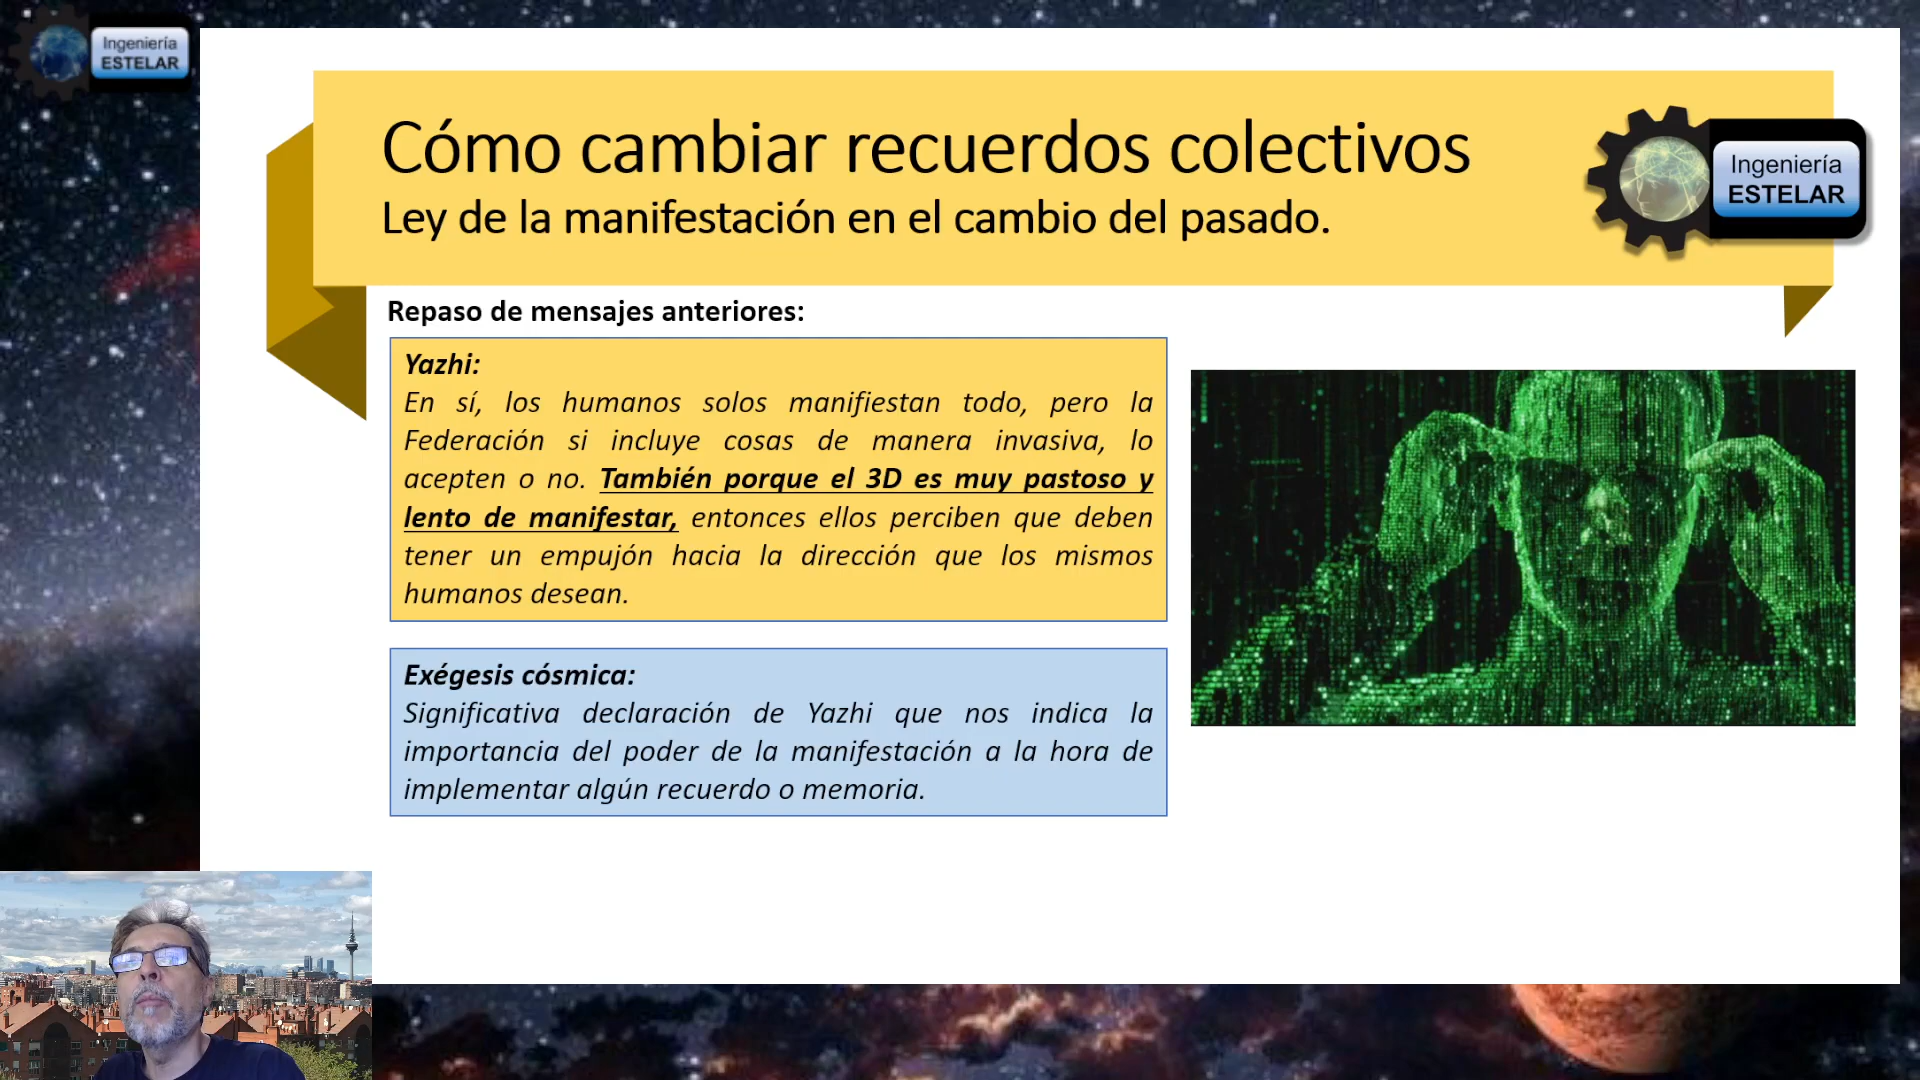 Ingeniería
ESTELAR
Cómo cambiar recuerdos colectivos
Ley de la manifestación en el cambio del pasado.
Ingeniería
ESTELAR
Repaso de mensajes anteriores:
Yazhi:
En sí, los humanos solos manifiestan todo, pero la
Federación si incluye cosas de manera invasiva, lo
acepten o no. También porque el 3D es muy pastoso y
lento de manifestar, entonces ellos perciben que deben
tener un empujón hacia la dirección que los mismos
humanos desean.
Exégesis cósmica:
Significativa declaración de Yazhi que nos indica la
importancia del poder de la manifestación a la hora de
implementar algún recuerdo o memoria.